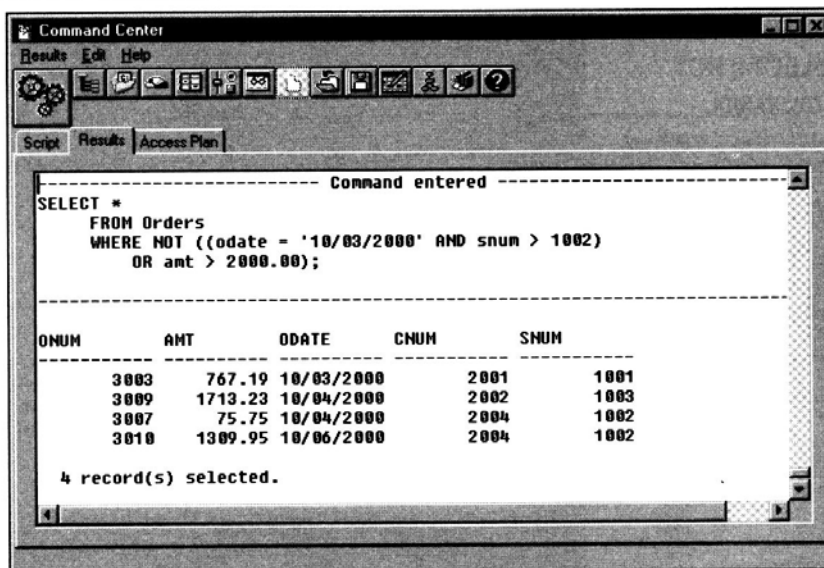 Command Center
Results Edit Help
Script Results Access Plan
---------------------------- Command entered ----------------------------
SELECT *
FROM Orders
WHERE NOT ((odate = '10/03/2000' AND snum > 1002)
OR amt > 2000.00);
ONUM AMT ODATE CNUM SNUM
3003 767.19 10/03/2000 2001 1001
3009 1713.23 10/04/2000 2002 1003
3007 75.75 10/04/2000 2004 1002
3010 1309.95 10/06/2000 2004 1002
4 record(s) selected.